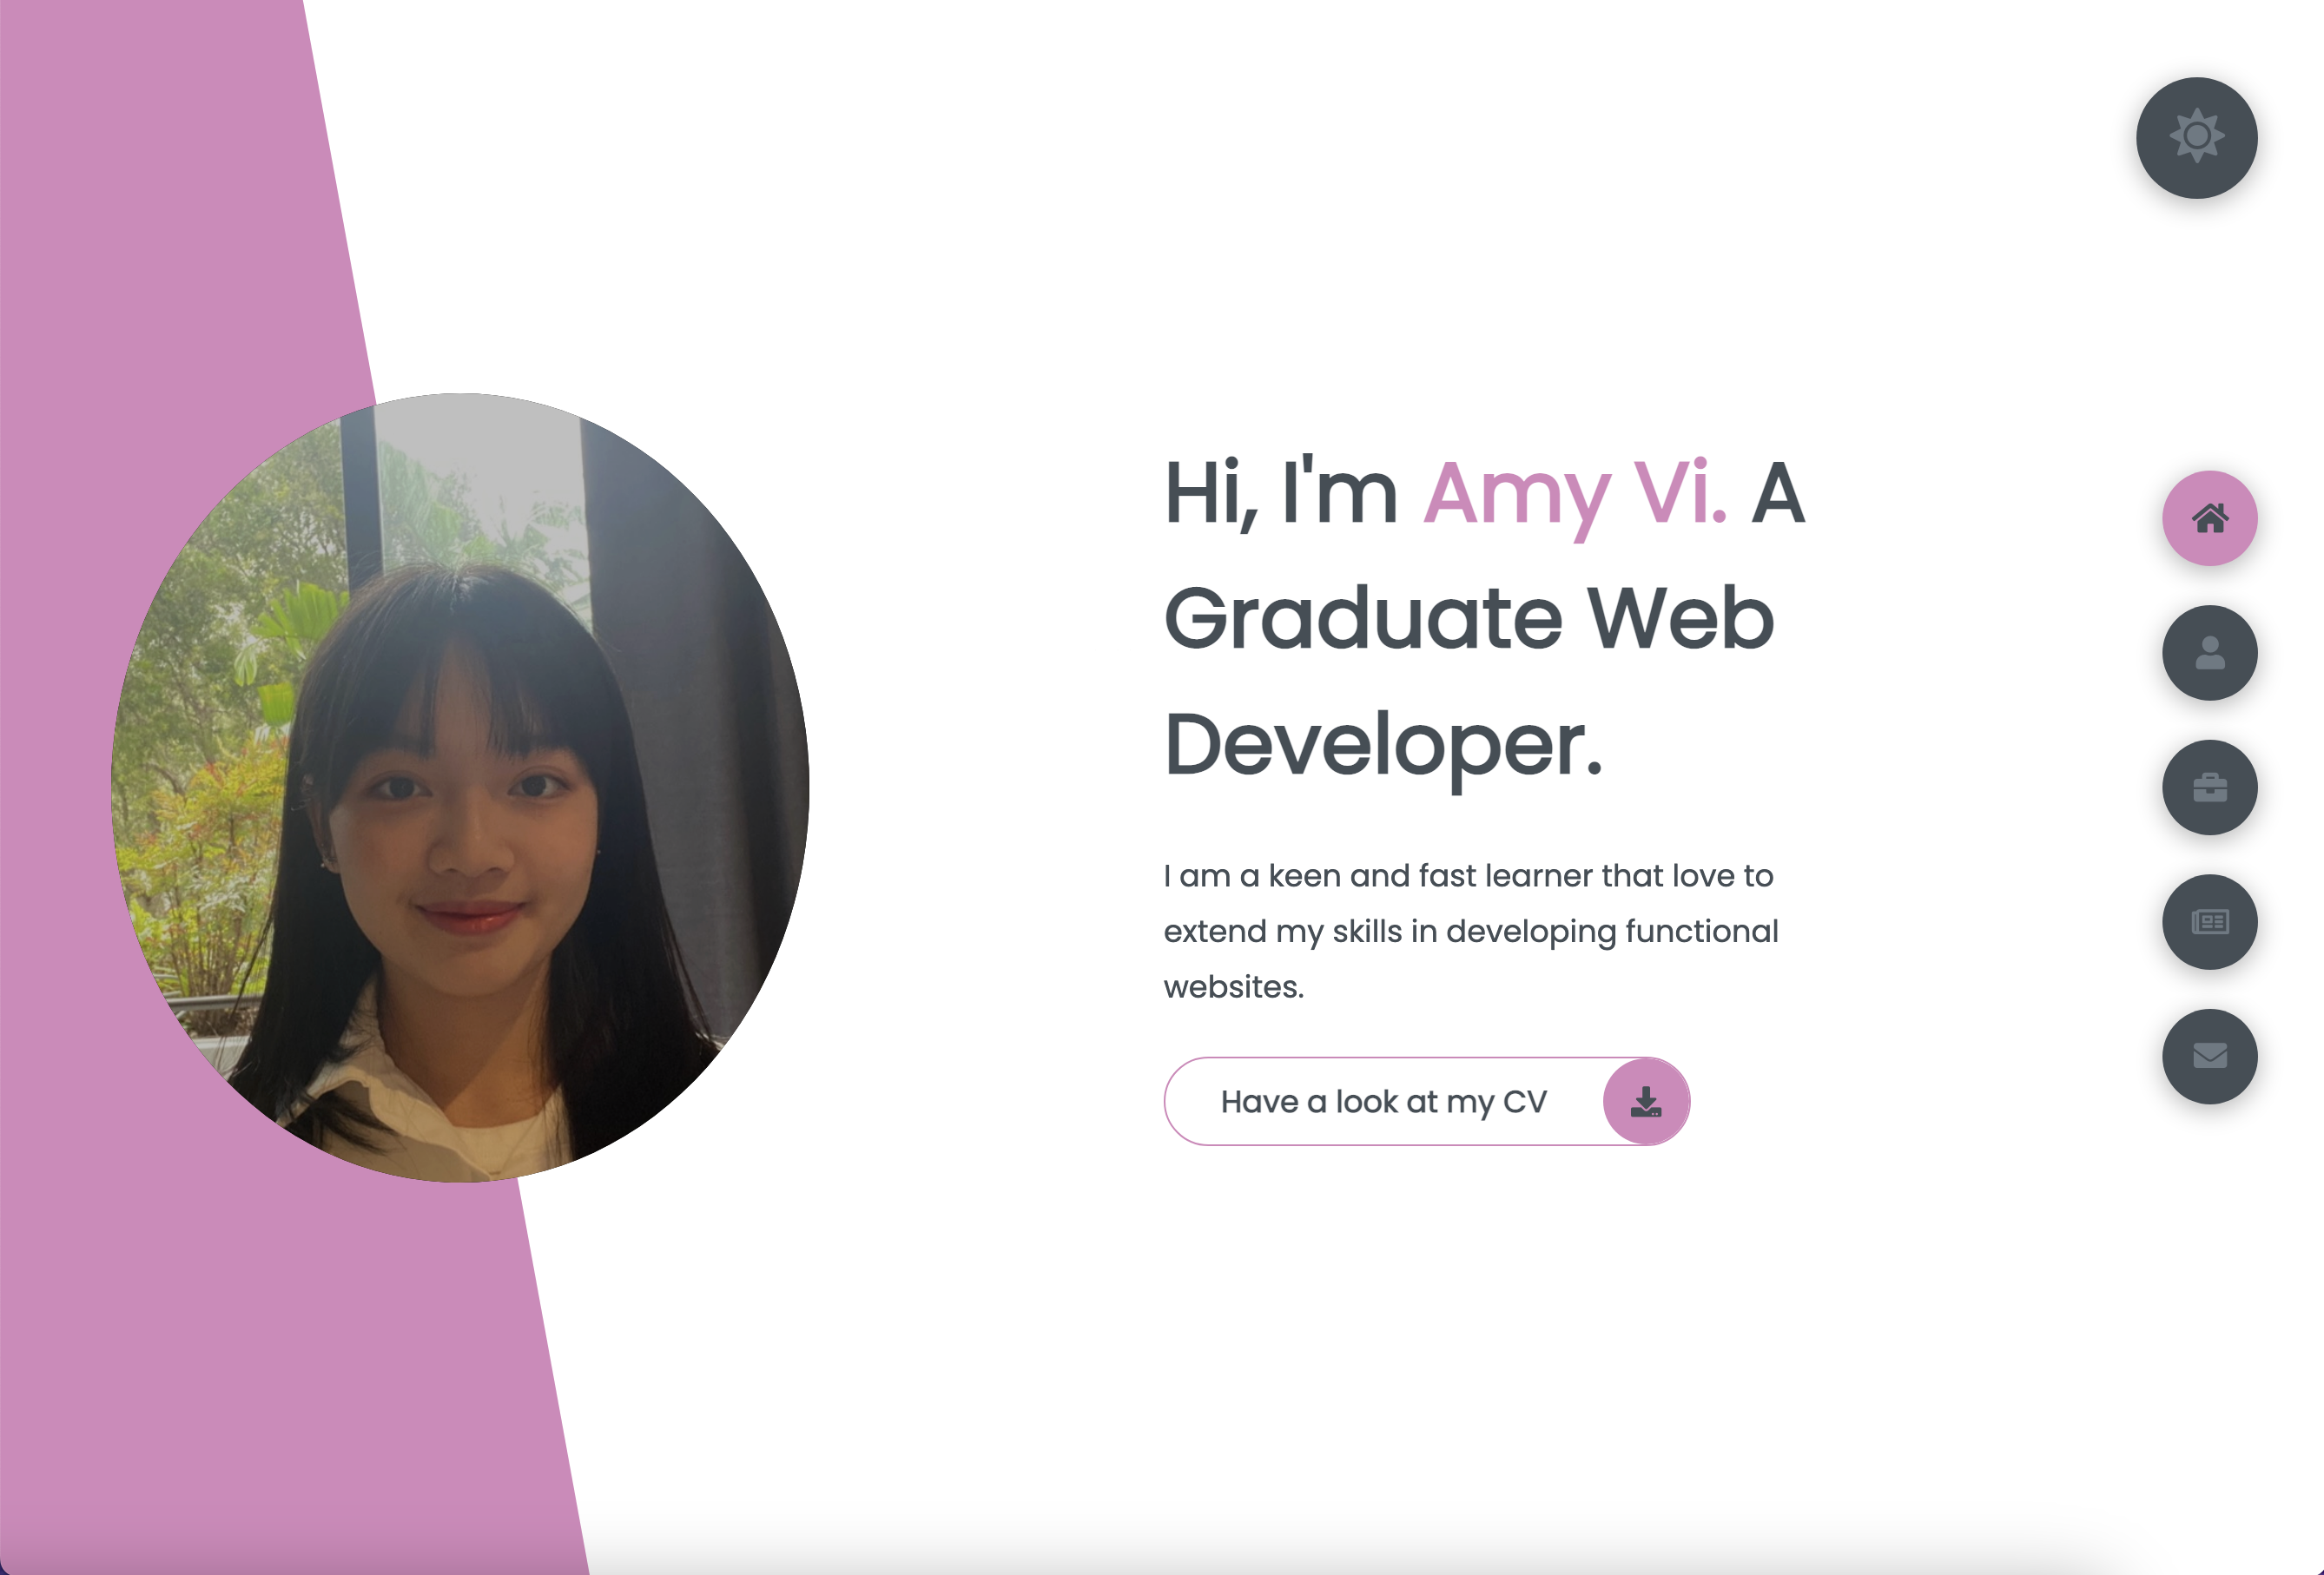 Hi, I'm Amy Vi. A
Graduate Web
Developer.
I am a keen and fast learner that love to
extend my skills in developing functional
websites.
Have a look at my CV